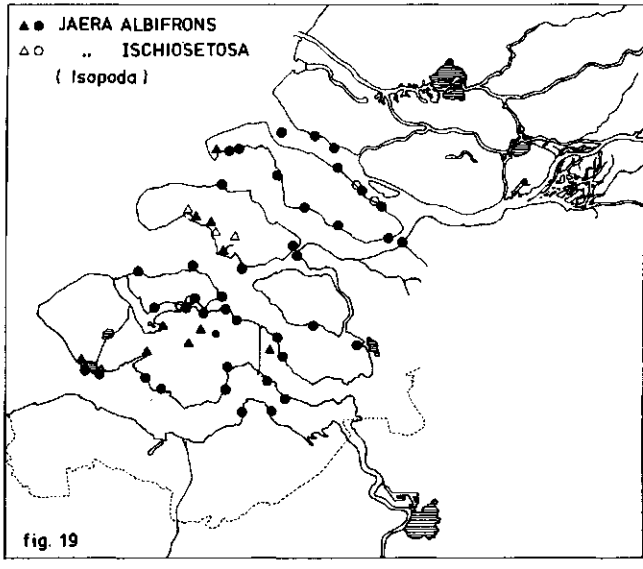 ▲ ● JAERA ALBIFRONS
△ ○ „ ISCHIOSETOSA
( Isopoda )
fig. 19